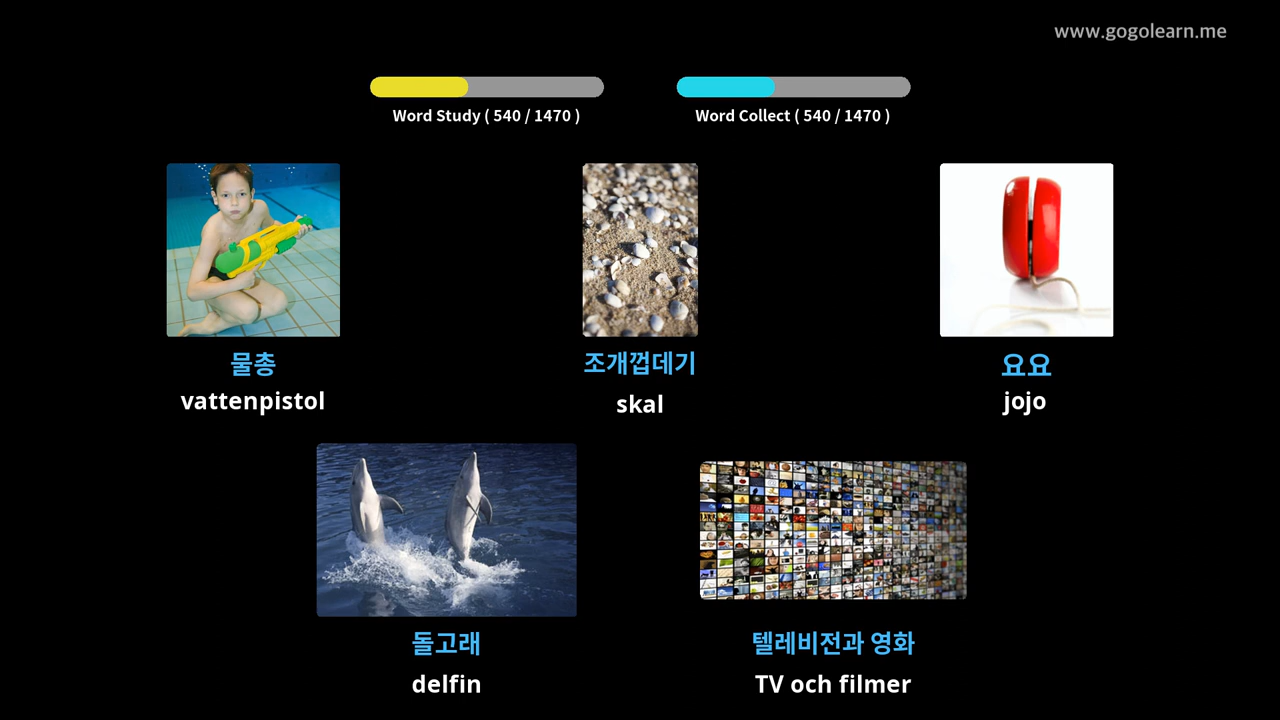 www.gogolearn.me
Word Study ( 540 / 1470 )
Word Collect ( 540 / 1470 )
물총
조개껍데기
요요
vattenpistol
skal
jojo
돌고래
텔레비전과 영화
delfin
TV och filmer